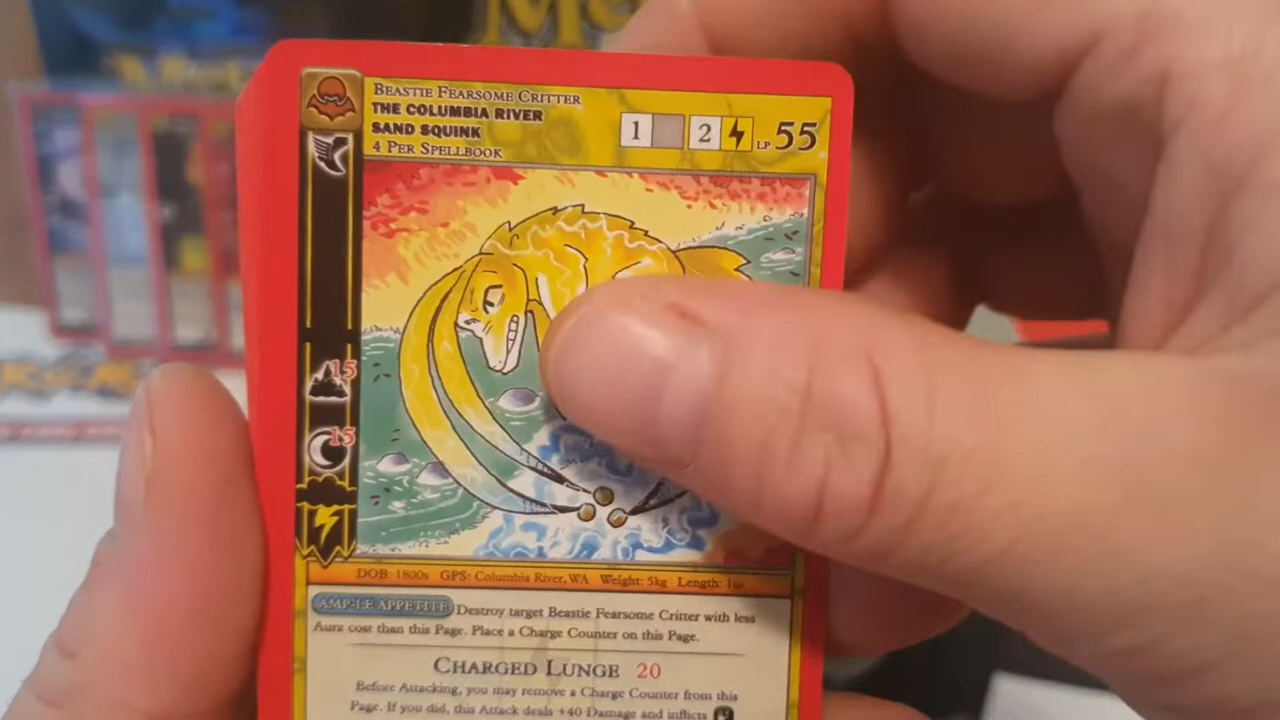 BEASTIE FEARSOME CRITTER
THE COLUMBIA RIVER
SAND SQUINK
4 PER SPELLBOOK
1 2 LP 55
15
15
DOB: 1800s GPS: Columbia River, WA Weight: 5kg Length:
AMP-LE APPETITE Destroy target Beastie Fearsome Critter with less
Aura cost than this Page. Place a Charge Counter on this Page.
CHARGED LUNGE 20
Before Attacking, you may remove a Charge Counter from this
Page. If you did, this Attack deals +40 Damage and inflicts